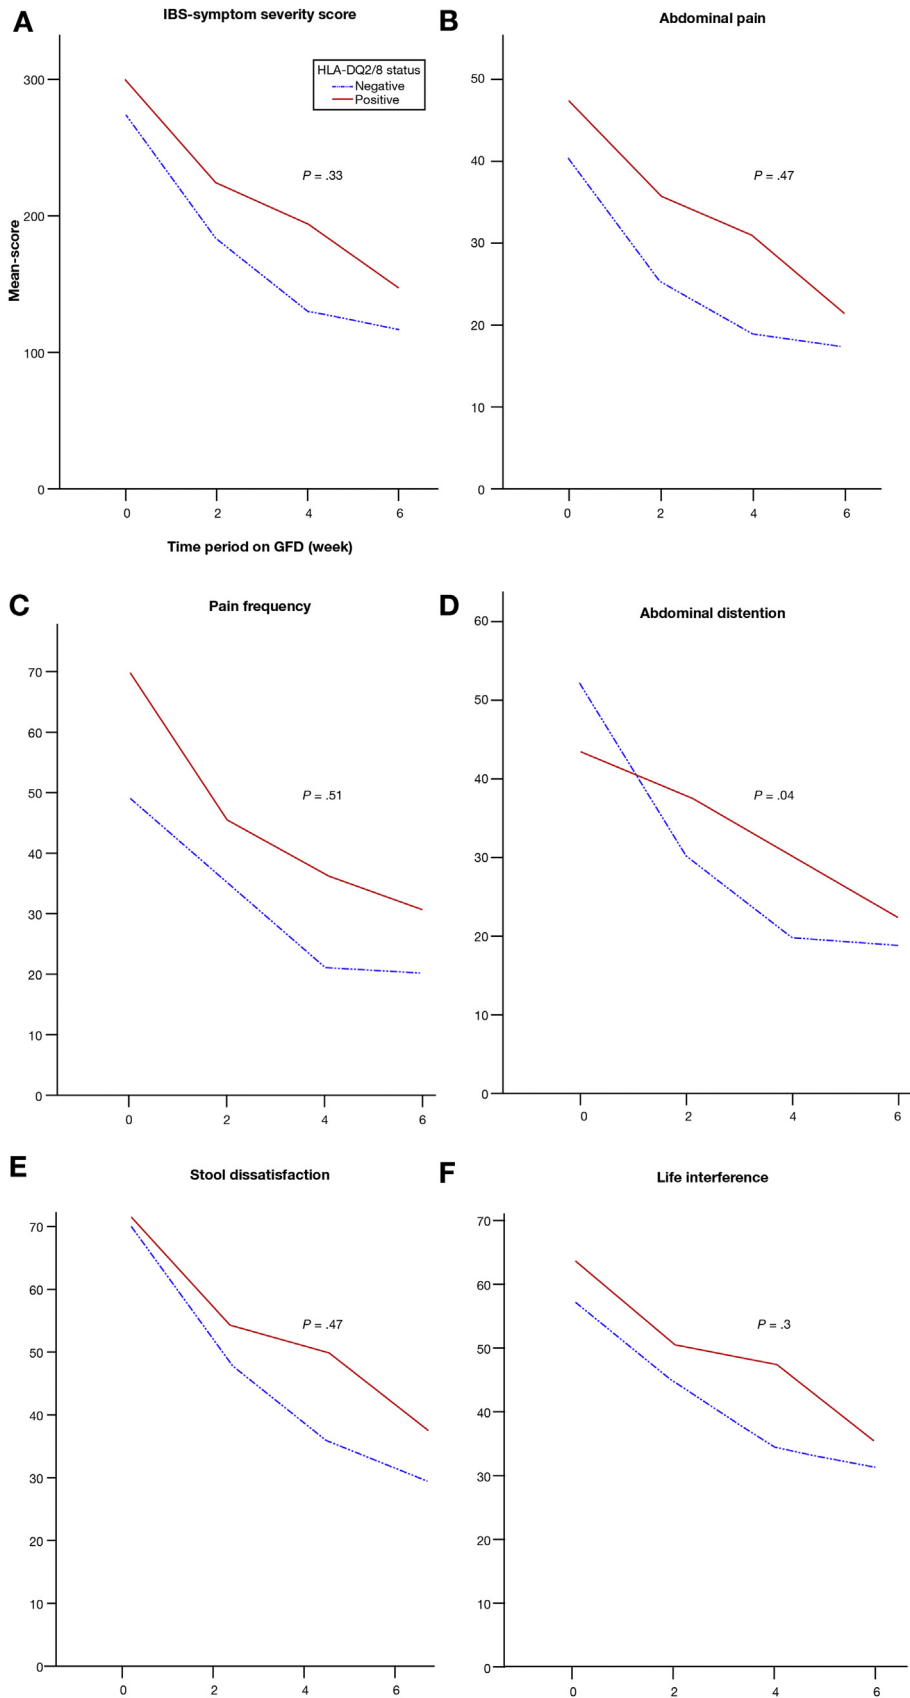 A
IBS-symptom severity score
300
200
100
0
Mean-score
HLA-DQ2/8 status
Negative
Positive
P = .33
0 2 4 6
Time period on GFD (week)
B
Abdominal pain
50
40
30
20
10
0
P = .47
0 2 4 6
C
Pain frequency
70
60
50
40
30
20
10
0
P = .51
0 2 4 6
D
Abdominal distention
60
50
40
30
20
10
0
P = .04
0 2 4 6
E
Stool dissatisfaction
70
60
50
40
30
20
10
0
P = .47
0 2 4 6
F
Life interference
70
60
50
40
30
20
10
0
P = .3
0 2 4 6